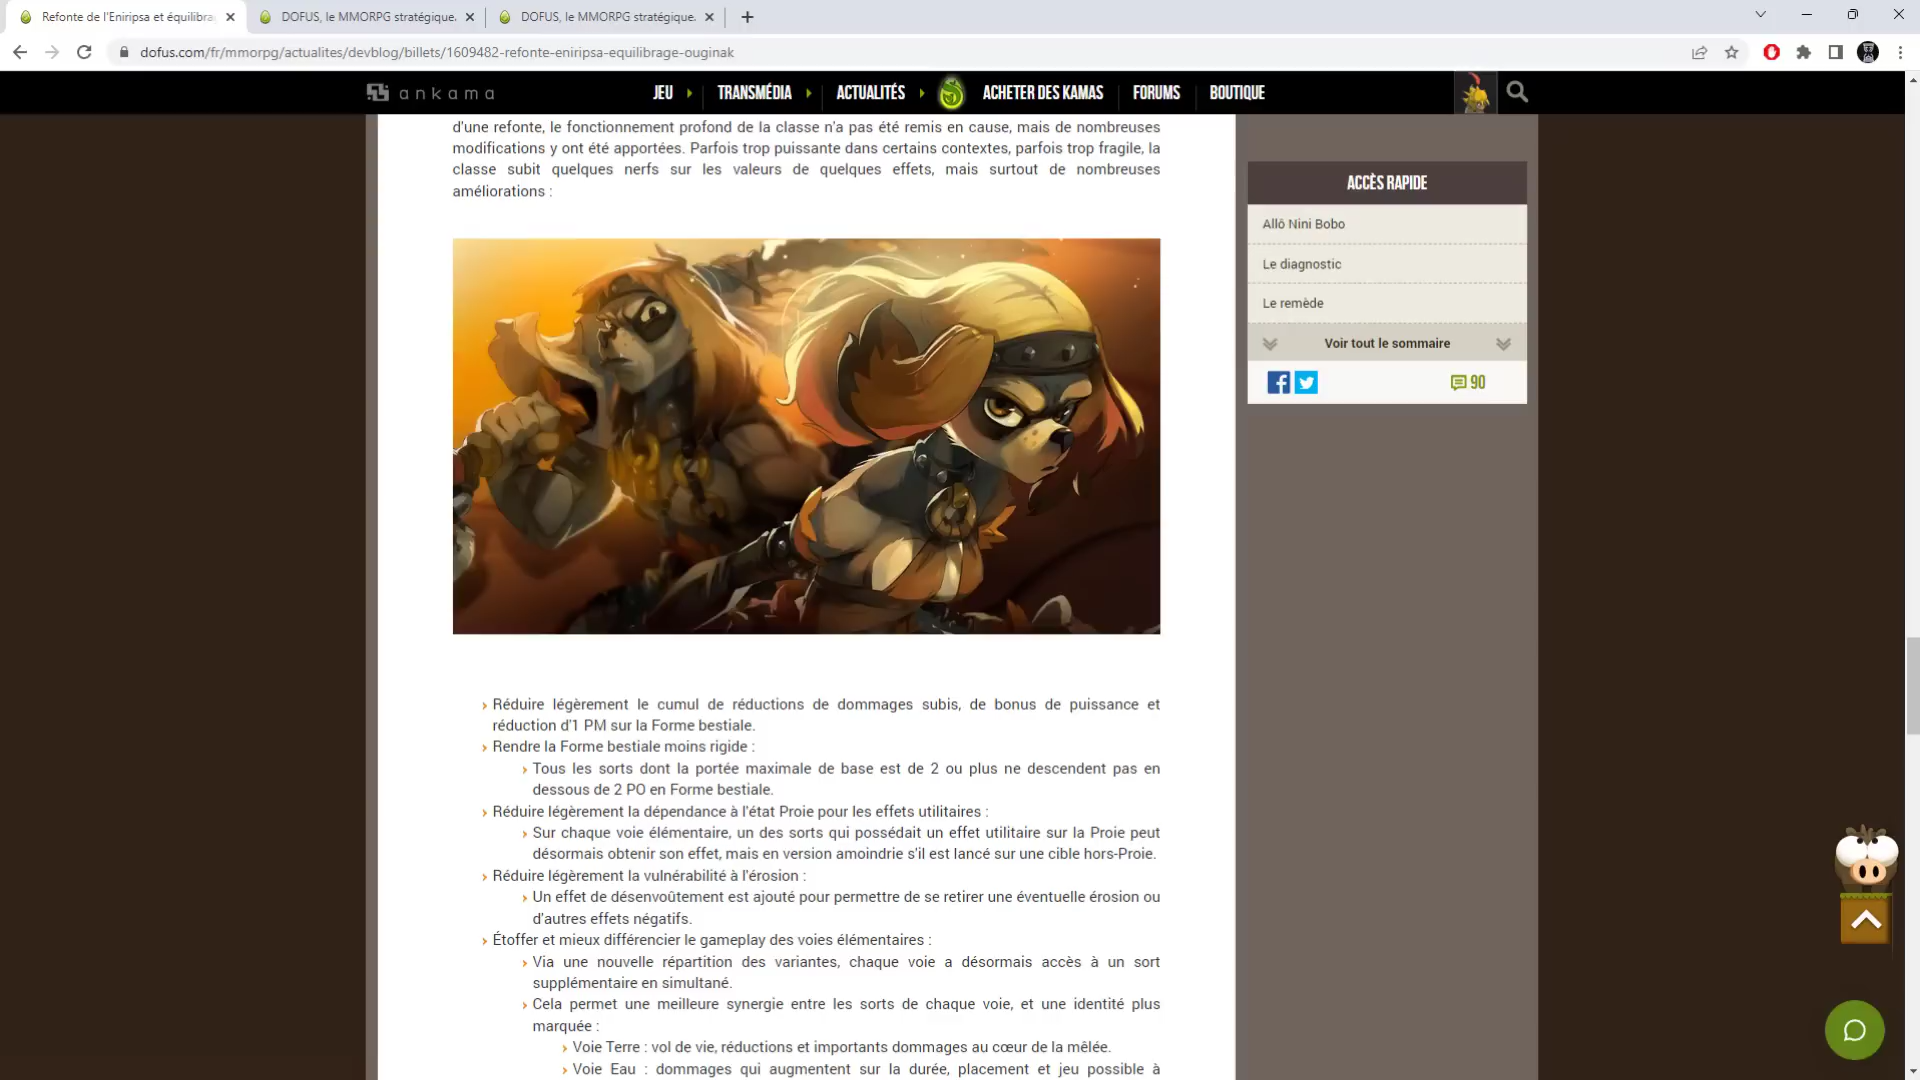 Refonte de l'Eniripsa et équilibra
DOFUS, le MMORPG stratégique.
DOFUS, le MMORPG stratégique.
dofus.com/fr/mmorpg/actualites/devblog/billets/1609482-refonte-eniripsa-equilibrage-ouginak
ankama
JEU
TRANSMÉDIA
ACTUALITÉS
ACHETER DES KAMAS
FORUMS
BOUTIQUE
d'une refonte, le fonctionnement profond de la classe n'a pas été remis en cause, mais de nombreuses
modifications y ont été apportées. Parfois trop puissante dans certains contextes, parfois trop fragile, la
classe subit quelques nerfs sur les valeurs de quelques effets, mais surtout de nombreuses
améliorations :
ACCÈS RAPIDE
Allô Nini Bobo
Le diagnostic
Le remède
Voir tout le sommaire
90
› Réduire légèrement le cumul de réductions de dommages subis, de bonus de puissance et
réduction d'1 PM sur la Forme bestiale.
› Rendre la Forme bestiale moins rigide :
› Tous les sorts dont la portée maximale de base est de 2 ou plus ne descendent pas en
dessous de 2 PO en Forme bestiale.
› Réduire légèrement la dépendance à l'état Proie pour les effets utilitaires :
› Sur chaque voie élémentaire, un des sorts qui possédait un effet utilitaire sur la Proie peut
désormais obtenir son effet, mais en version amoindrie s'il est lancé sur une cible hors-Proie.
› Réduire légèrement la vulnérabilité à l'érosion :
› Un effet de désenvoûtement est ajouté pour permettre de se retirer une éventuelle érosion ou
d'autres effets négatifs.
› Étoffer et mieux différencier le gameplay des voies élémentaires :
› Via une nouvelle répartition des variantes, chaque voie a désormais accès à un sort
supplémentaire en simultané.
› Cela permet une meilleure synergie entre les sorts de chaque voie, et une identité plus
marquée :
› Voie Terre : vol de vie, réductions et importants dommages au cœur de la mêlée.
› Voie Eau : dommages qui augmentent sur la durée, placement et jeu possible à